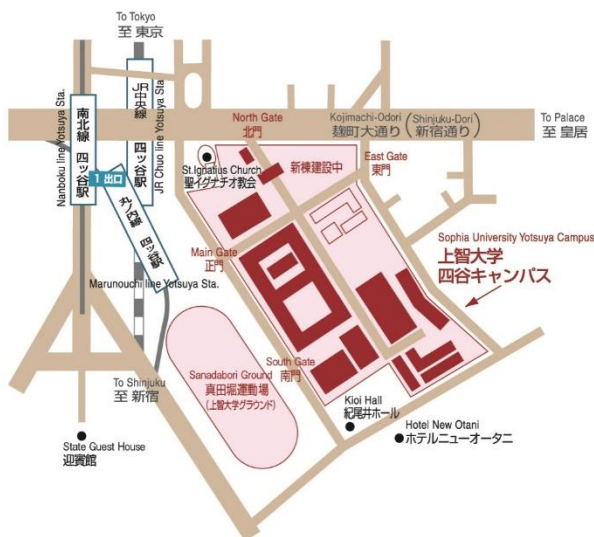 To Tokyo
至 東京
南北線 四ッ谷駅
Nanboku line Yotsuya Sta.
JR中央線 四ッ谷駅
JR Chuo line Yotsuya Sta.
1 出口
丸ノ内線 四ッ谷駅
Marunouchi line Yotsuya Sta.
North Gate
北門
Kojimachi-Odori
麹町大通り
(Shinjuku-Dori
新宿通り)
To Palace
至 皇居
St.Ignatius Church
聖イグナチオ教会
新棟建設中
East Gate
東門
Main Gate
正門
Sophia University Yotsuya Campus
上智大学
四谷キャンパス
South Gate
南門
Sanadabori Ground
真田堀運動場
(上智大学グラウンド)
To Shinjuku
至 新宿
Kioi Hall
紀尾井ホール
Hotel New Otani
ホテルニューオータニ
State Guest House
迎賓館